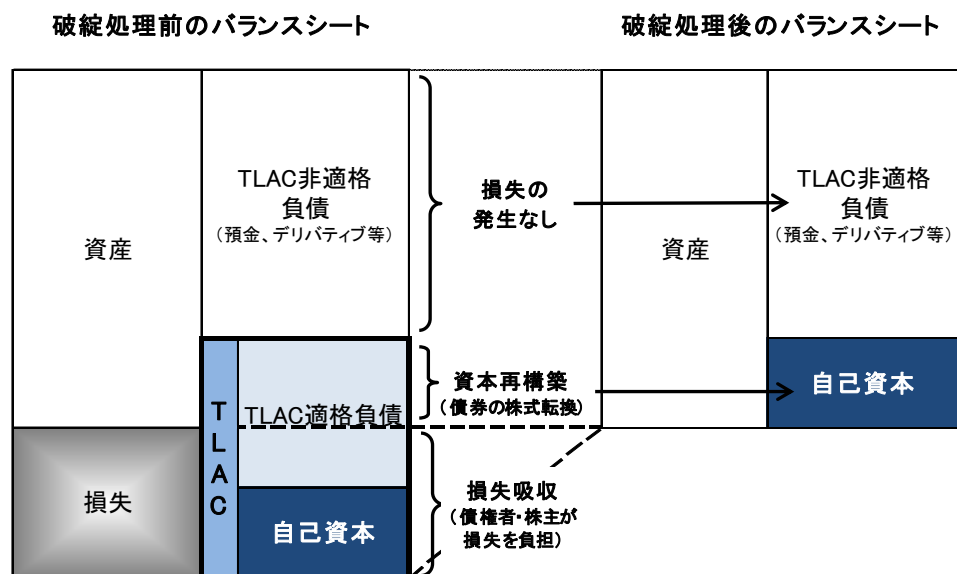 破綻処理前のバランスシート
破綻処理後のバランスシート
資産
TLAC非適格
負債
(預金、デリバティブ等)
損失の
発生なし
資産
TLAC非適格
負債
(預金、デリバティブ等)
TLAC
TLAC適格負債
資本再構築
(債券の株式転換)
自己資本
損失
自己資本
損失吸収
(債権者・株主が
損失を負担)